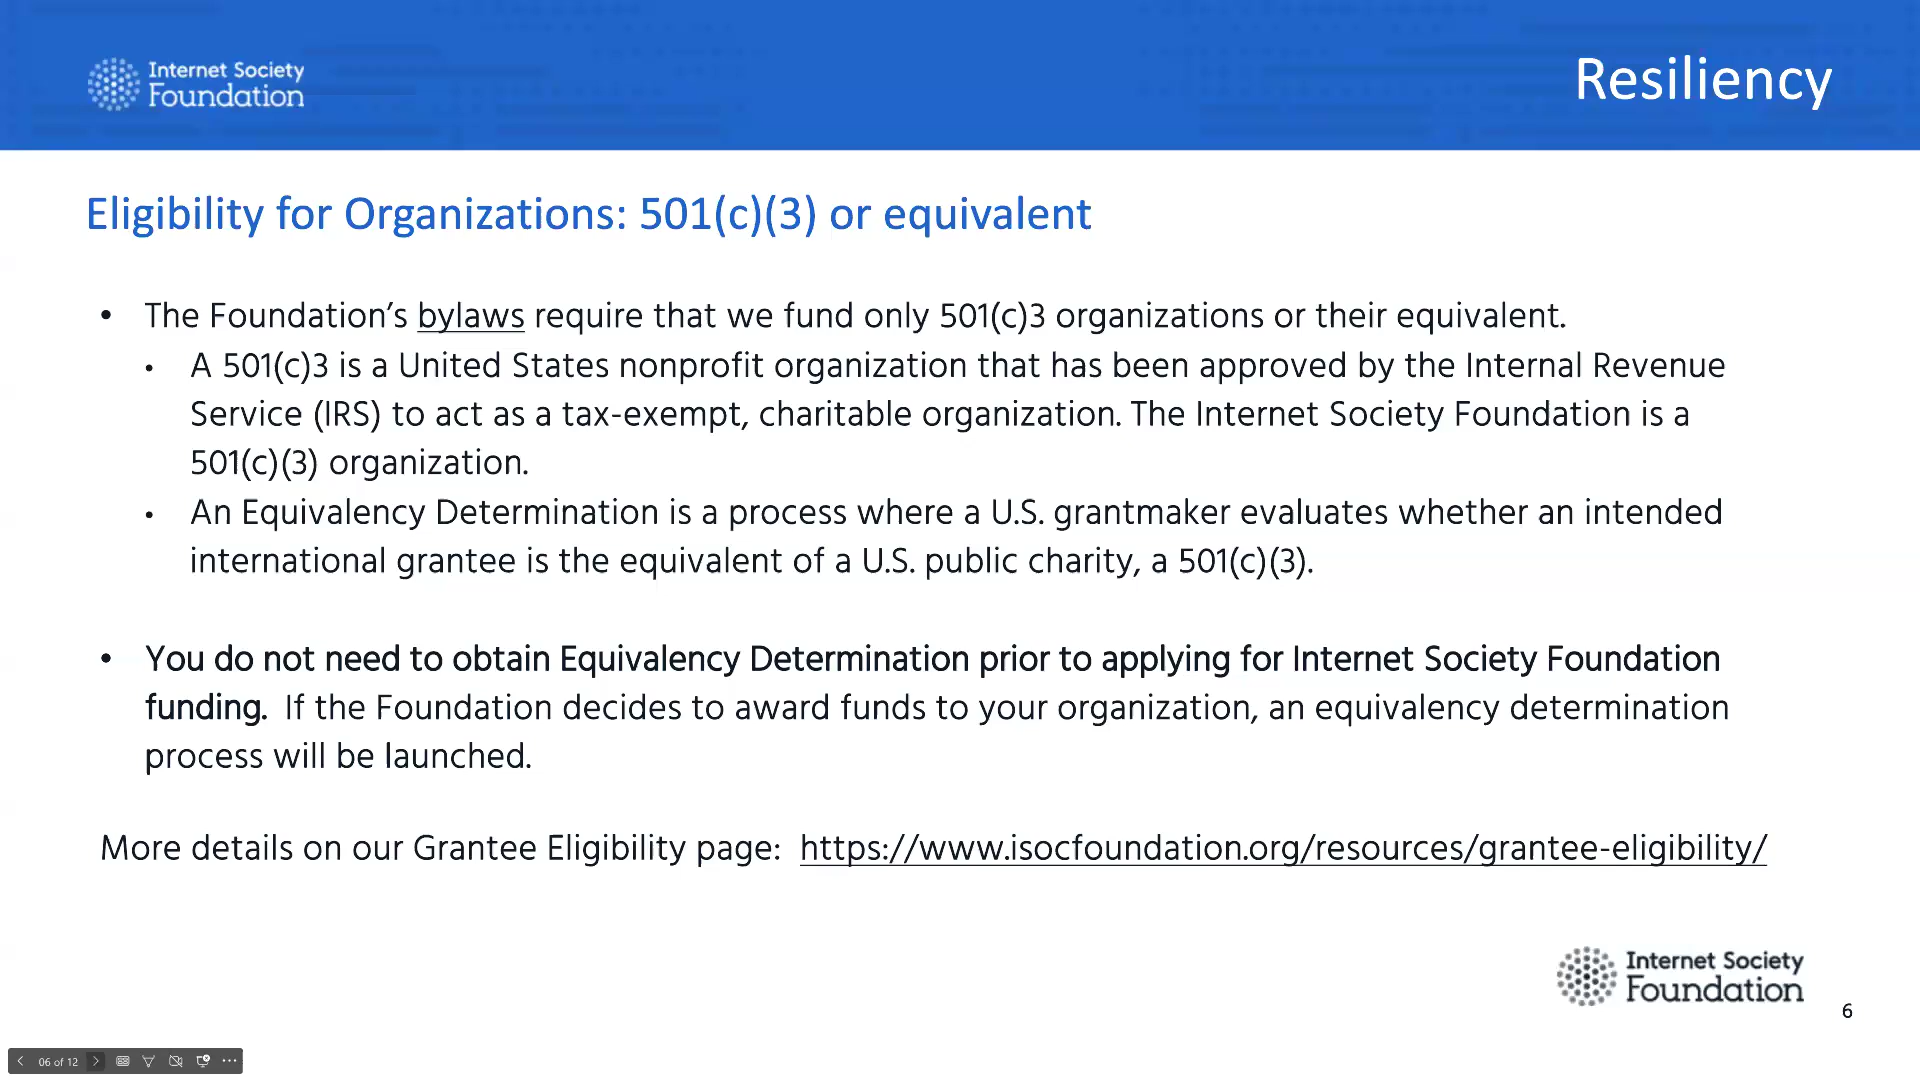 Internet Society
Foundation
Resiliency
Eligibility for Organizations: 501(c)(3) or equivalent
• The Foundation’s bylaws require that we fund only 501(c)3 organizations or their equivalent.
• A 501(c)3 is a United States nonprofit organization that has been approved by the Internal Revenue
Service (IRS) to act as a tax-exempt, charitable organization. The Internet Society Foundation is a
501(c)(3) organization.
• An Equivalency Determination is a process where a U.S. grantmaker evaluates whether an intended
international grantee is the equivalent of a U.S. public charity, a 501(c)(3).
• You do not need to obtain Equivalency Determination prior to applying for Internet Society Foundation
funding. If the Foundation decides to award funds to your organization, an equivalency determination
process will be launched.
More details on our Grantee Eligibility page: https://www.isocfoundation.org/resources/grantee-eligibility/
Internet Society
Foundation
6
06 of 12